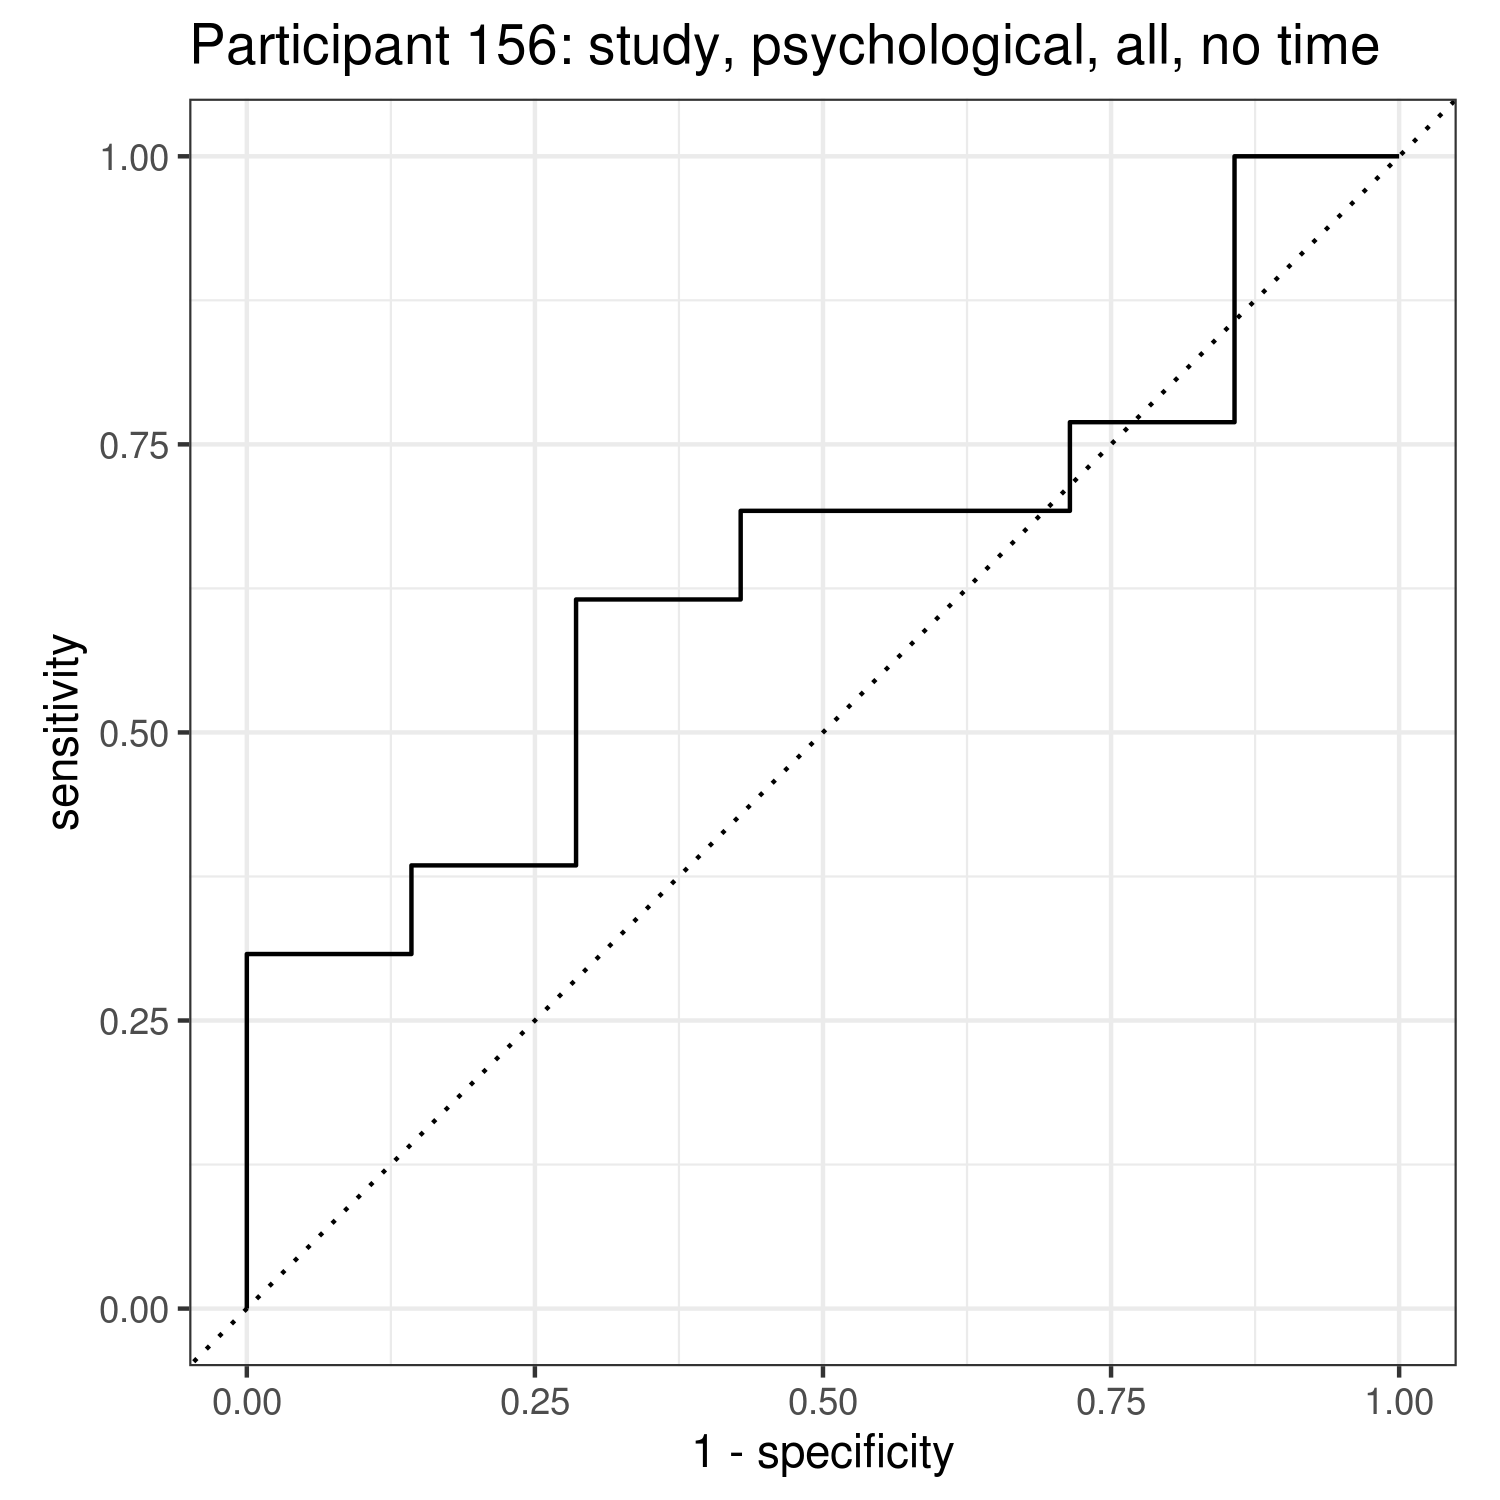 Participant 156: study, psychological, all, no time
1.00
0.75
0.50
0.25
0.00
sensitivity
0.00 0.25 0.50 0.75 1.00
1 - specificity